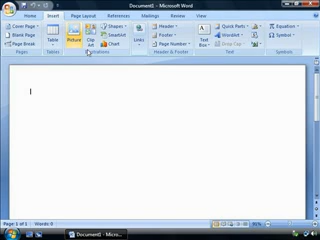 Document1 - Microsoft Word
Home Insert Page Layout References Mailings Review View
Cover Page
Blank Page
Page Break
Pages
Table
Tables
Picture
Clip Art
Shapes
SmartArt
Chart
Illustrations
Links
Header
Footer
Page Number
Header & Footer
Text Box
Quick Parts
WordArt
Drop Cap
Text
Equation
Symbol
Symbols
Page: 1 of 1 Words: 0
Document1 - Micros...